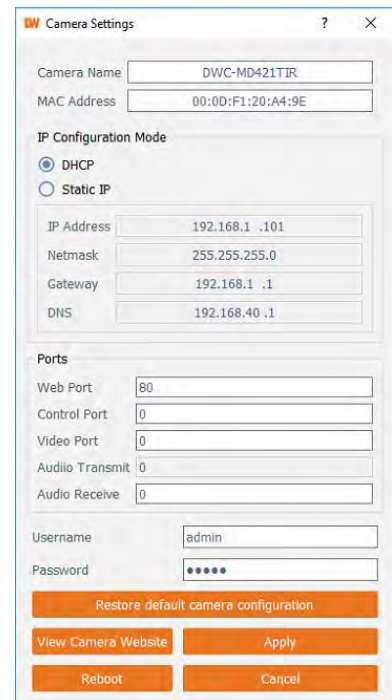 DW Camera Settings ? ×
Camera Name DWC-MD421TIR
MAC Address 00:0D:F1:20:A4:9E
IP Configuration Mode
DHCP
Static IP
IP Address 192.168.1 .101
Netmask 255.255.255.0
Gateway 192.168.1 .1
DNS 192.168.40 .1
Ports
Web Port 80
Control Port 0
Video Port 0
Audiio Transmit 0
Audio Receive 0
Username admin
Password •••••
Restore default camera configuration
View Camera Website Apply
Reboot Cancel